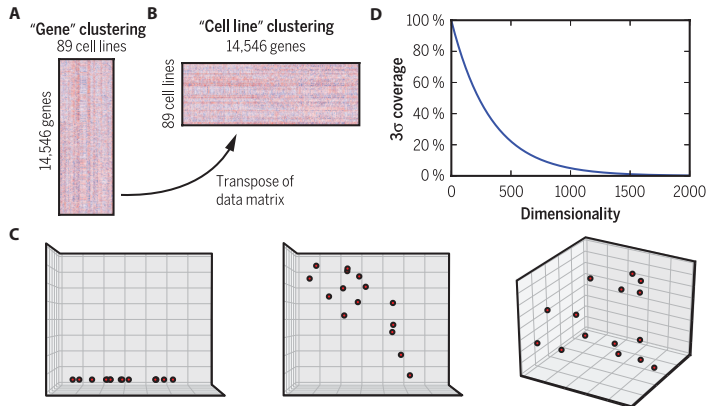 A
"Gene" clustering
89 cell lines
14,546 genes
B
"Cell line" clustering
14,546 genes
89 cell lines
Transpose of
data matrix
C
D
3σ coverage
100 %
80 %
60 %
40 %
20 %
0 %
0
500
1000
1500
2000
Dimensionality